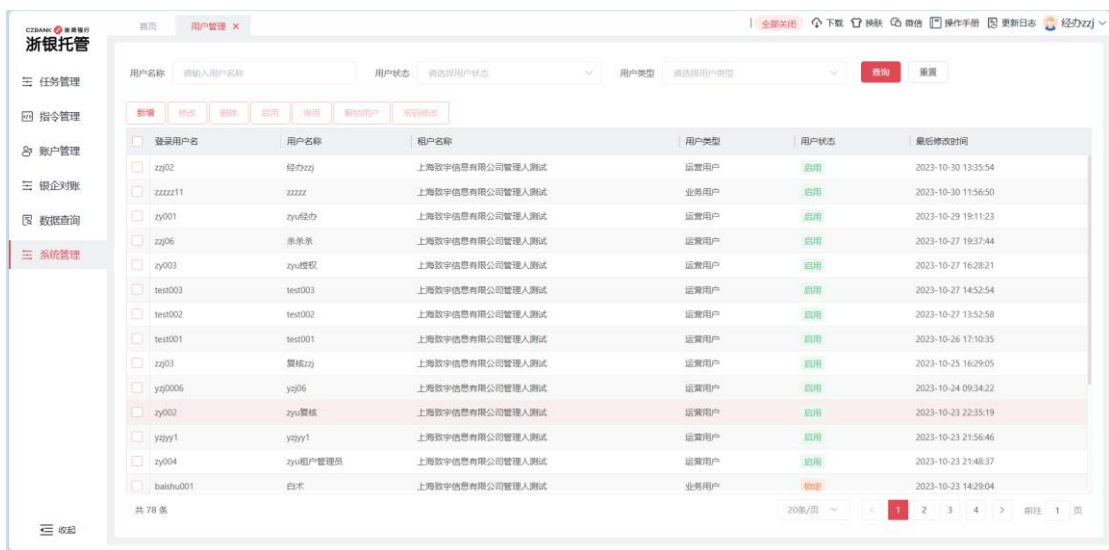 CZBANK 浙商银行
浙银托管
首页 用户管理 ×
全部关闭 下载 换肤 微信 操作手册 更新日志 经办zzj
任务管理
指令管理
账户管理
银企对账
数据查询
系统管理
收起
用户名称 请输入用户名称 用户状态 请选择用户状态 用户类型 请选择用户类型 查询 重置
新增 修改 删除 启用 停用 解锁用户 密码修改
登录用户名 用户名称 租户名称 用户类型 用户状态 最后修改时间
zzj02 经办zzj 上海致宇信息有限公司管理人测试 运营用户 启用 2023-10-30 13:35:54
zzzzz11 zzzzz 上海致宇信息有限公司管理人测试 业务用户 启用 2023-10-30 11:56:50
zy001 zyu经办 上海致宇信息有限公司管理人测试 运营用户 启用 2023-10-29 19:11:23
zzj06 杀杀杀 上海致宇信息有限公司管理人测试 运营用户 启用 2023-10-27 19:37:44
zy003 zyu授权 上海致宇信息有限公司管理人测试 运营用户 启用 2023-10-27 16:28:21
test003 test003 上海致宇信息有限公司管理人测试 运营用户 启用 2023-10-27 14:52:54
test002 test002 上海致宇信息有限公司管理人测试 运营用户 启用 2023-10-27 13:52:58
test001 test001 上海致宇信息有限公司管理人测试 运营用户 启用 2023-10-26 17:10:35
zzj03 复核zzj 上海致宇信息有限公司管理人测试 运营用户 启用 2023-10-25 16:29:05
yzj0006 yzj06 上海致宇信息有限公司管理人测试 运营用户 启用 2023-10-24 09:34:22
zy002 zyu复核 上海致宇信息有限公司管理人测试 运营用户 启用 2023-10-23 22:35:19
yzjyy1 yzjyy1 上海致宇信息有限公司管理人测试 运营用户 启用 2023-10-23 21:56:46
zy004 zyu租户管理员 上海致宇信息有限公司管理人测试 运营用户 启用 2023-10-23 21:48:37
baishu001 白术 上海致宇信息有限公司管理人测试 业务用户 锁定 2023-10-23 14:29:04
共 78 条 20条/页 < 1 2 3 4 > 前往 1 页